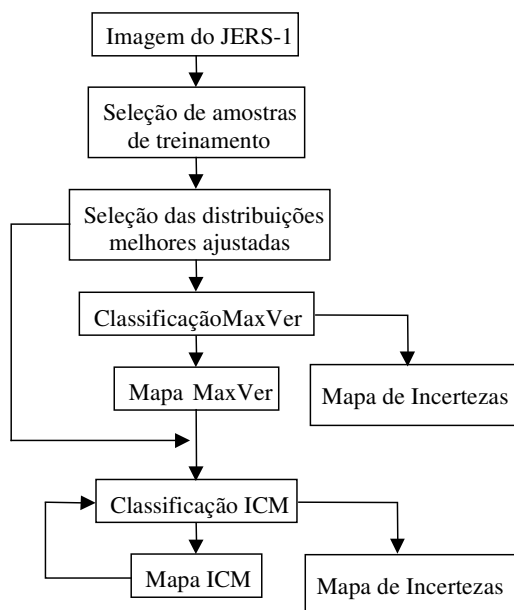 Imagem do JERS-1
Seleção de amostras
de treinamento
Seleção das distribuições
melhores ajustadas
ClassificaçãoMaxVer
Mapa MaxVer
Mapa de Incertezas
Classificação ICM
Mapa ICM
Mapa de Incertezas